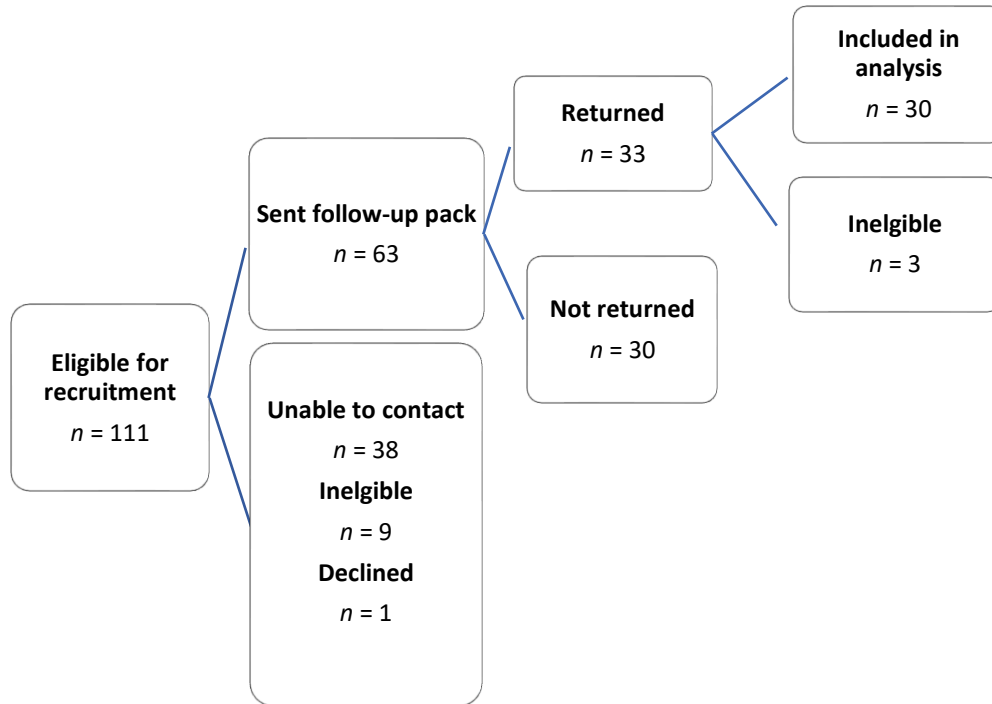 Eligible for
recruitment
n = 111
Sent follow-up pack
n = 63
Unable to contact
n = 38
Inelgible
n = 9
Declined
n = 1
Returned
n = 33
Not returned
n = 30
Included in
analysis
n = 30
Inelgible
n = 3